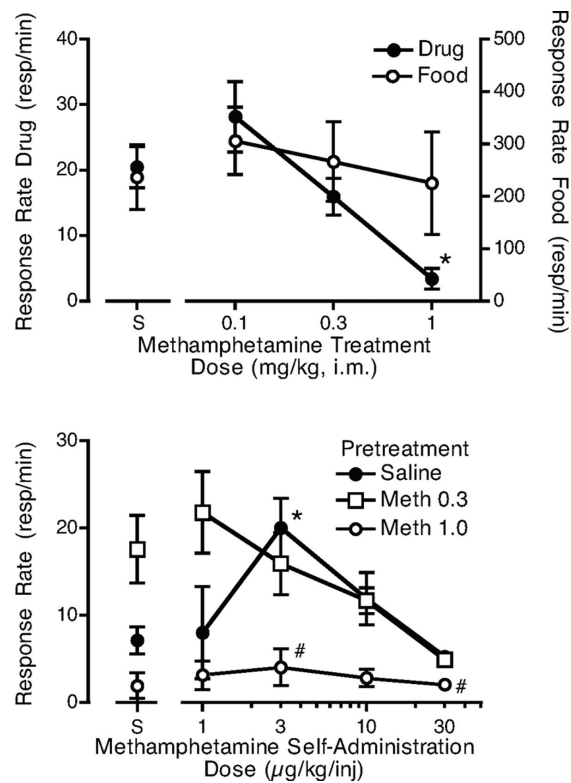 Response Rate Drug (resp/min)
40
30
20
10
0
Drug
Food
500
400
300
200
100
0
Response Rate Food (resp/min)
*
S
0.1
0.3
1
Methamphetamine Treatment
Dose (mg/kg, i.m.)
Response Rate (resp/min)
30
20
10
0
Pretreatment
Saline
Meth 0.3
Meth 1.0
*
#
#
S
1
3
10
30
Methamphetamine Self-Administration
Dose (µg/kg/inj)